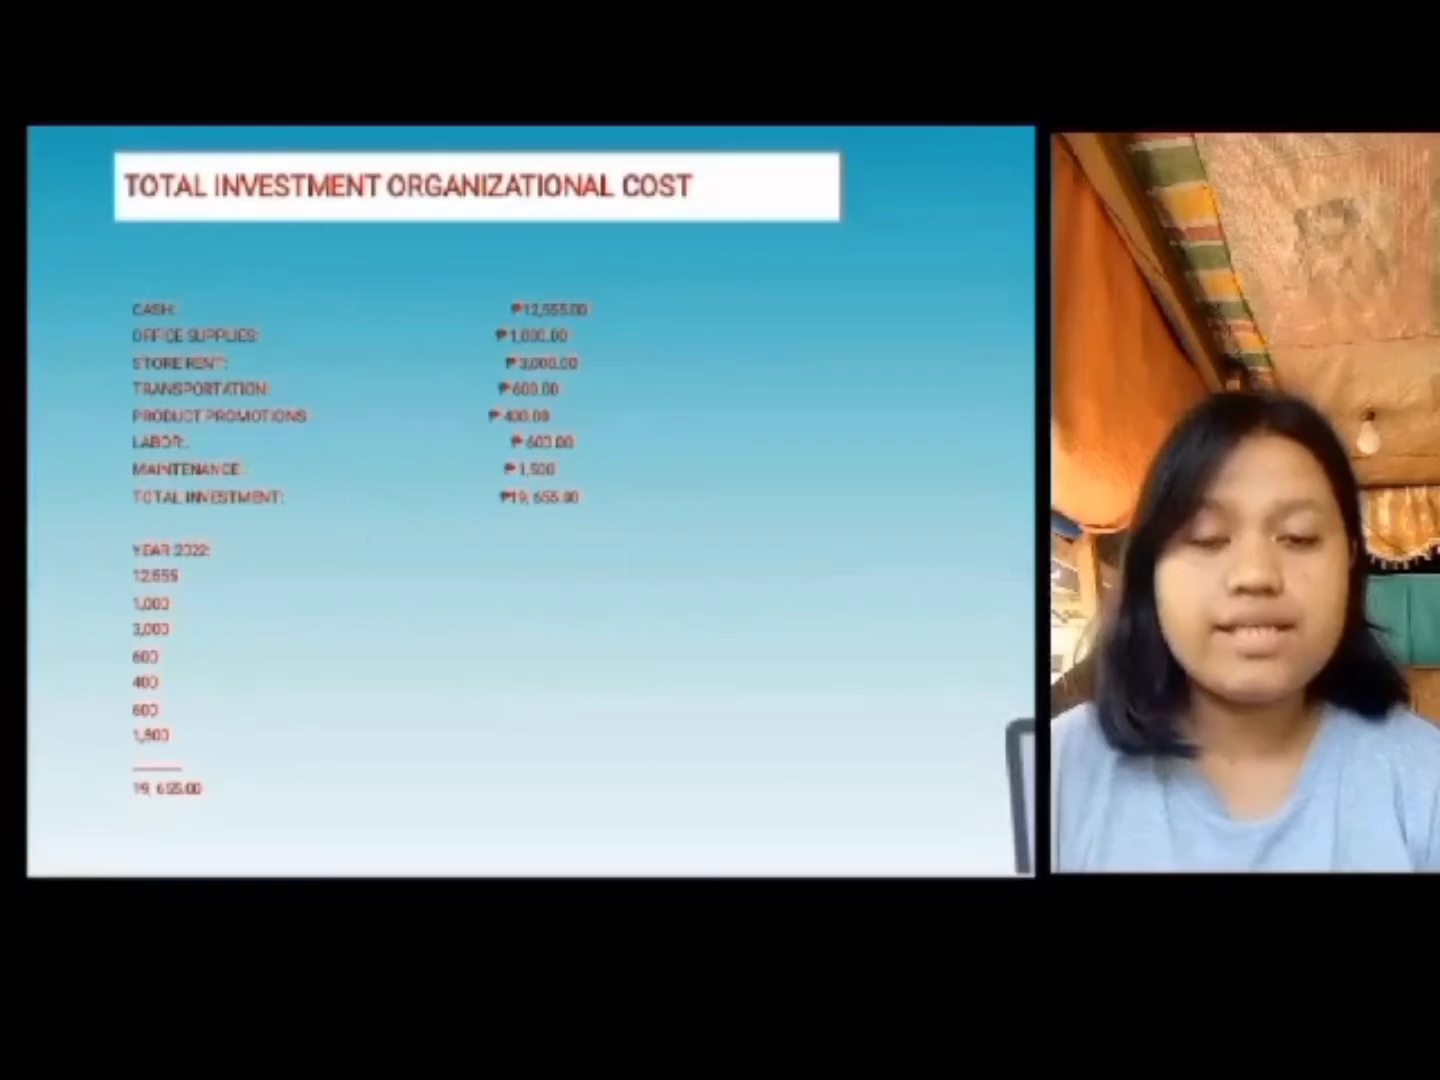 TOTAL INVESTMENT ORGANIZATIONAL COST
CASH: ₱12,555.00
OFFICE SUPPLIES: ₱1,000.00
STORE RENT: ₱3,000.00
TRANSPORTATION: ₱600.00
PRODUCT PROMOTIONS ₱400.00
LABOR: ₱600.00
MAINTENANCE: ₱1,500
TOTAL INVESTMENT: ₱19, 655.00
YEAR 2022:
12,555
1,000
3,000
600
400
600
1,500
19, 655.00